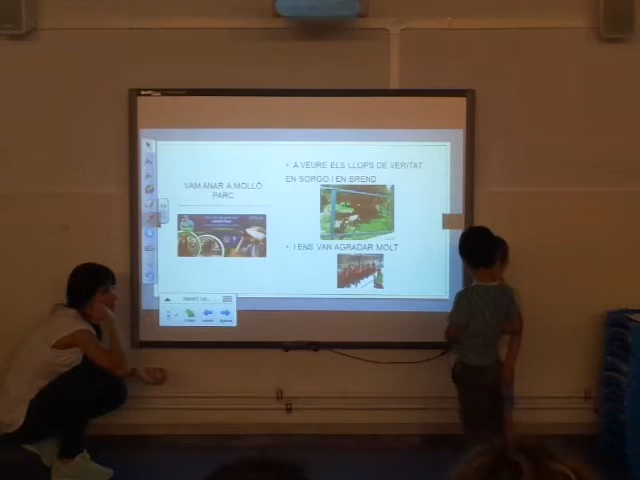 VAM ANAR A MOLLÓ
PARC
• A VEURE ELS LLOPS DE VERITAT
EN SORGO I EN BREND
• I ENS VAN AGRADAR MOLT